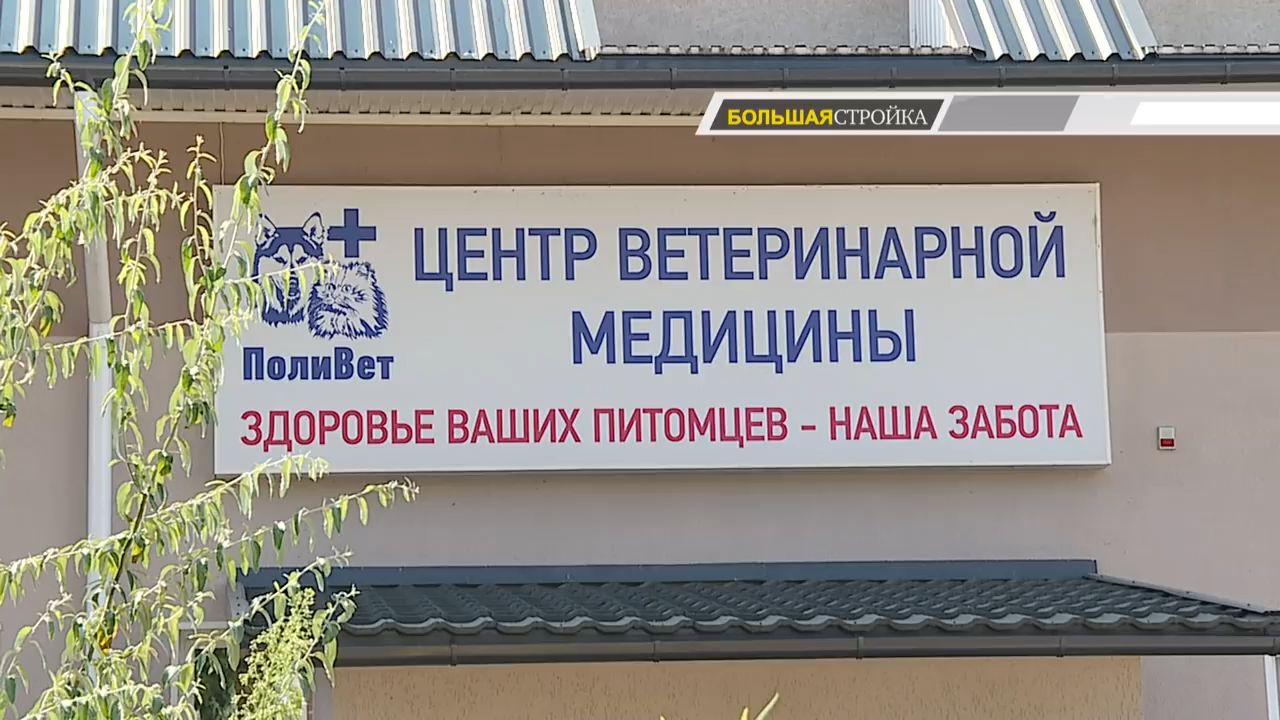 БОЛЬШАЯСТРОЙКА
ЦЕНТР ВЕТЕРИНАРНОЙ
МЕДИЦИНЫ
ПолиВет
ЗДОРОВЬЕ ВАШИХ ПИТОМЦЕВ - НАША ЗАБОТА